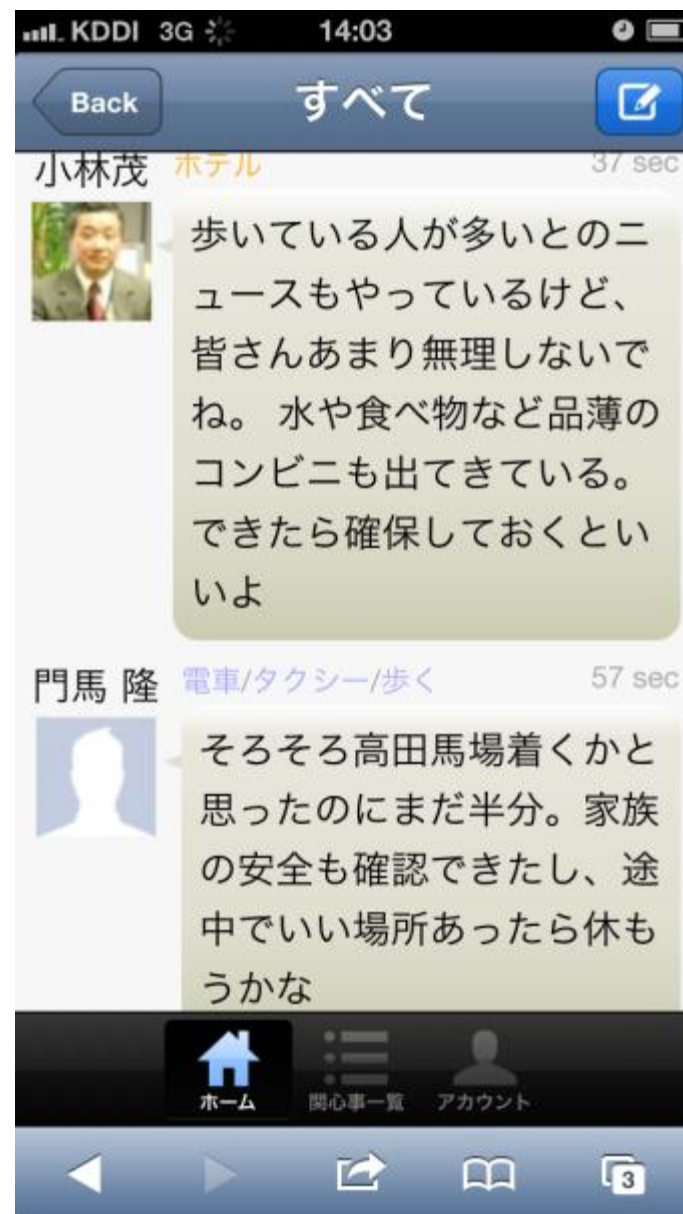 KDDI 3G 14:03
Back すべて
小林茂 ホテル 37 sec
歩いている人が多いとのニ
ュースもやっているけど、
皆さんあまり無理しないで
ね。 水や食べ物など品薄の
コンビニも出てきている。
できたら確保しておくとい
いよ
門馬 隆 電車/タクシー/歩く 57 sec
そろそろ高田馬場着くかと
思ったのにまだ半分。家族
の安全も確認できたし、途
中でいい場所あったら休も
うかな
ホーム 関心事一覧 アカウント
3